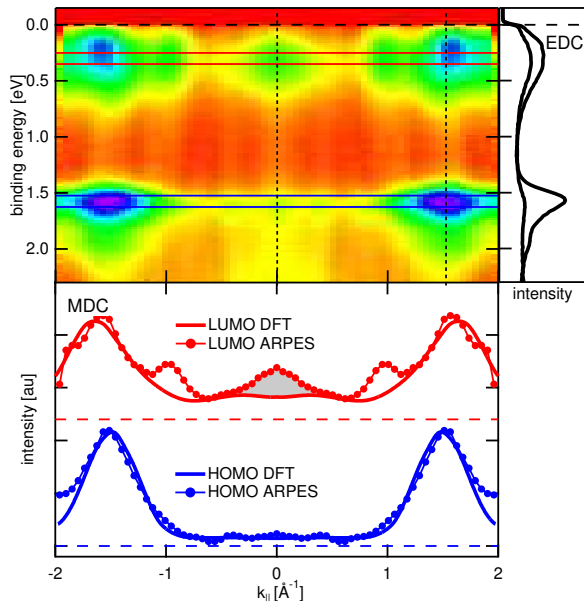 0.0
0.5
1.0
1.5
2.0
binding energy [eV]
EDC
intensity
MDC
LUMO DFT
LUMO ARPES
HOMO DFT
HOMO ARPES
intensity [au]
-2 -1 0 1 2
k|| [Å⁻¹]